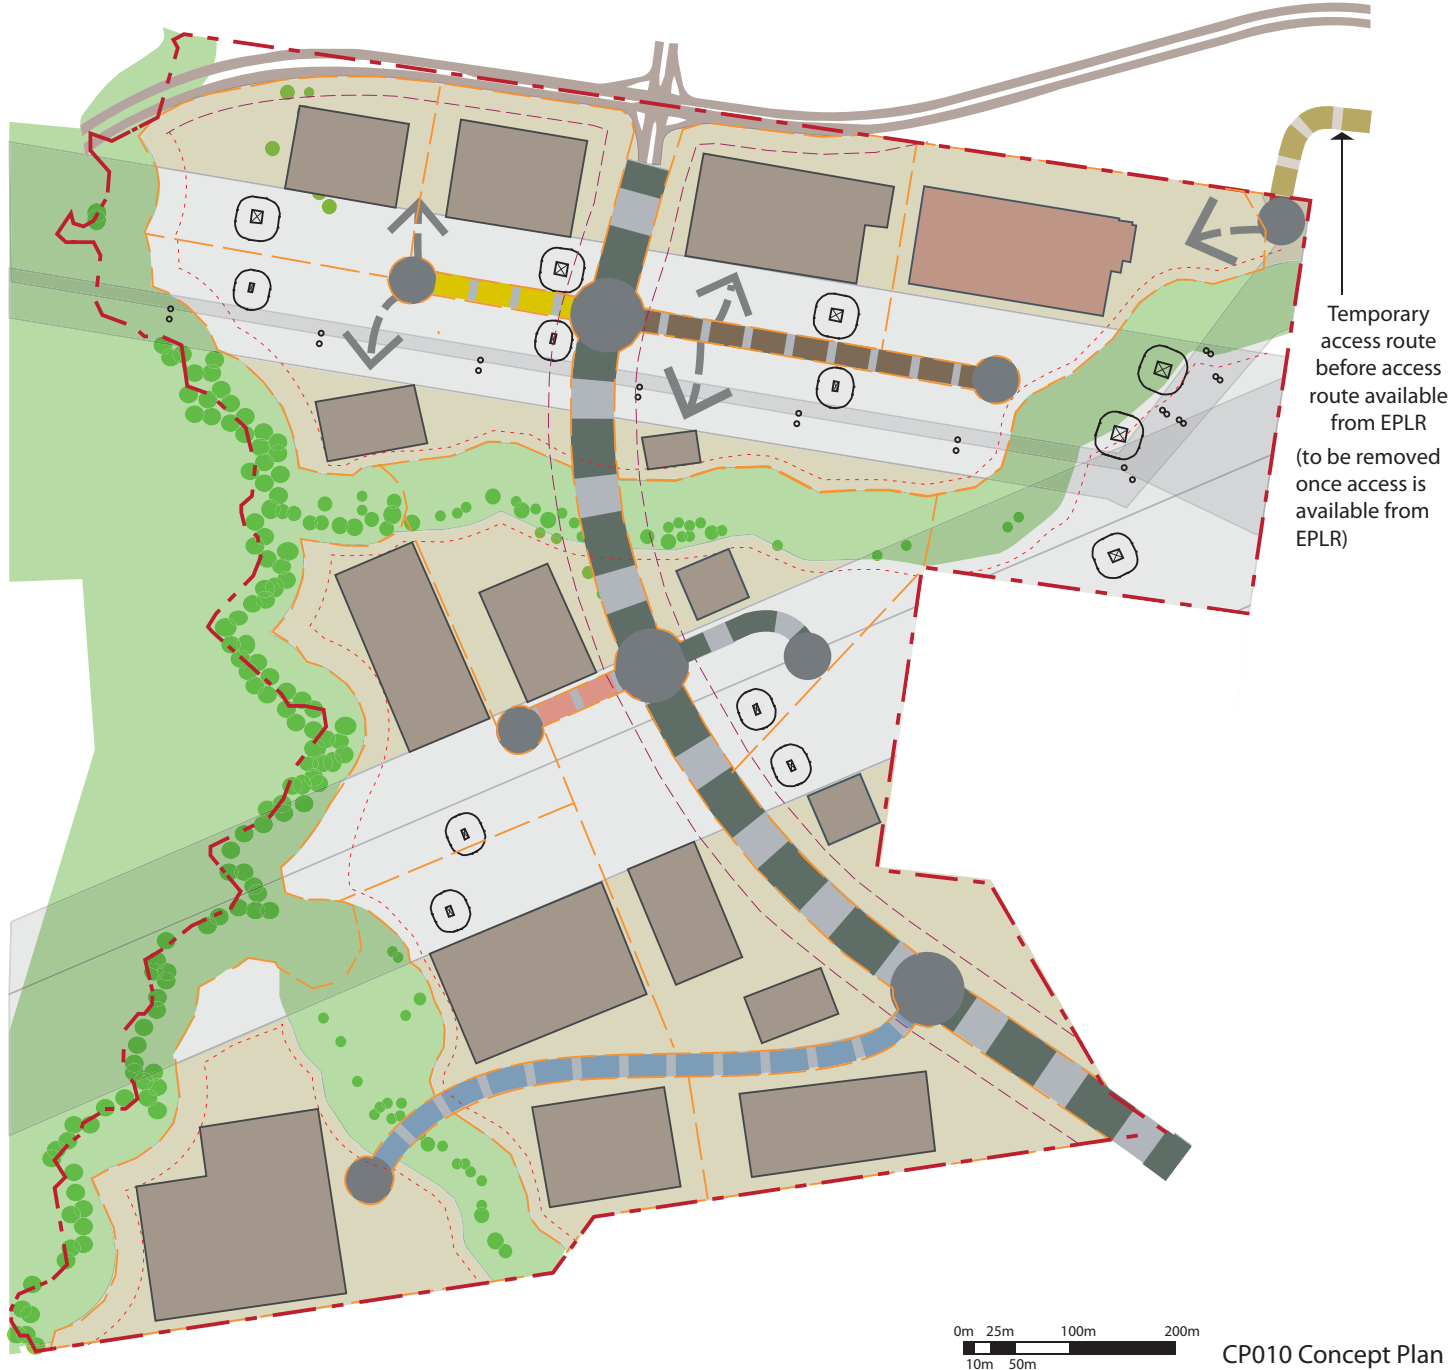 Temporary
access route
before access
route available
from EPLR
(to be removed
once access is
available from
EPLR)
0m 25m 100m 200m
10m 50m
CP010 Concept Plan